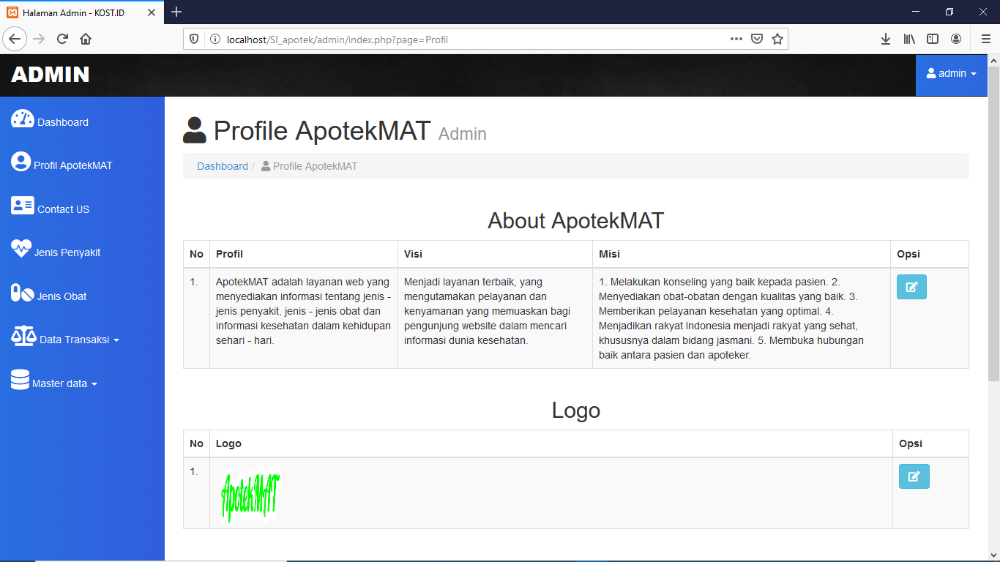 Halaman Admin - KOST.ID
localhost/SI_apotek/admin/index.php?page=Profil
ADMIN
admin
Dashboard
Profil ApotekMAT
Contact US
Jenis Penyakit
Jenis Obat
Data Transaksi
Master data
Profile ApotekMAT Admin
Dashboard / Profile ApotekMAT
About ApotekMAT
No Profil Visi Misi Opsi
1.
ApotekMAT adalah layanan web yang
menyediakan informasi tentang jenis -
jenis penyakit, jenis - jenis obat dan
informasi kesehatan dalam kehidupan
sehari - hari.
Menjadi layanan terbaik, yang
mengutamakan pelayanan dan
kenyamanan yang memuaskan bagi
pengunjung website dalam mencari
informasi dunia kesehatan.
1. Melakukan konseling yang baik kepada pasien. 2.
Menyediakan obat-obatan dengan kualitas yang baik. 3.
Memberikan pelayanan kesehatan yang optimal. 4.
Menjadikan rakyat Indonesia menjadi rakyat yang sehat,
khususnya dalam bidang jasmani. 5. Membuka hubungan
baik antara pasien dan apoteker.
Logo
No Logo Opsi
1.
ApotekMAT